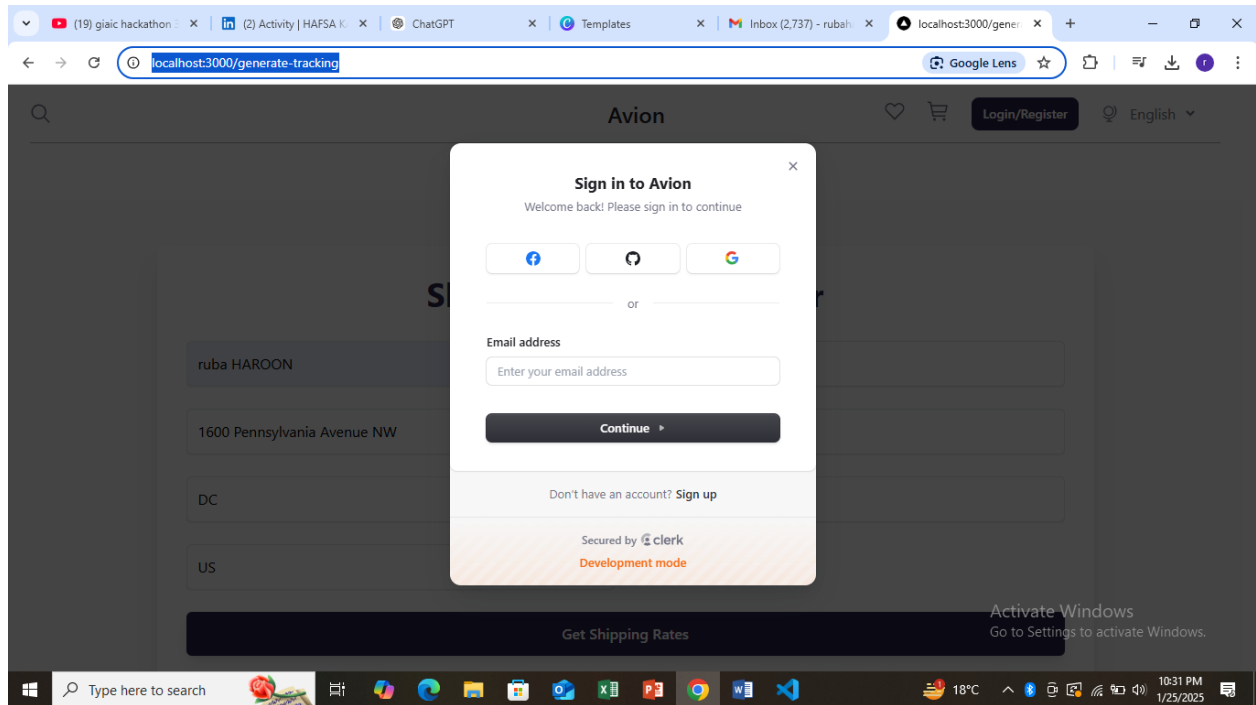 (19) giaic hackathon
(2) Activity | HAFSA K
ChatGPT
Templates
Inbox (2,737) - rubah
localhost:3000/gener
localhost:3000/generate-tracking
Google Lens
r
Avion
Login/Register
English
Sign in to Avion
Welcome back! Please sign in to continue
or
Email address
Enter your email address
Continue
Don't have an account? Sign up
Secured by clerk
Development mode
ruba HAROON
1600 Pennsylvania Avenue NW
DC
US
Get Shipping Rates
Activate Windows
Go to Settings to activate Windows.
Type here to search
18°C
10:31 PM
1/25/2025